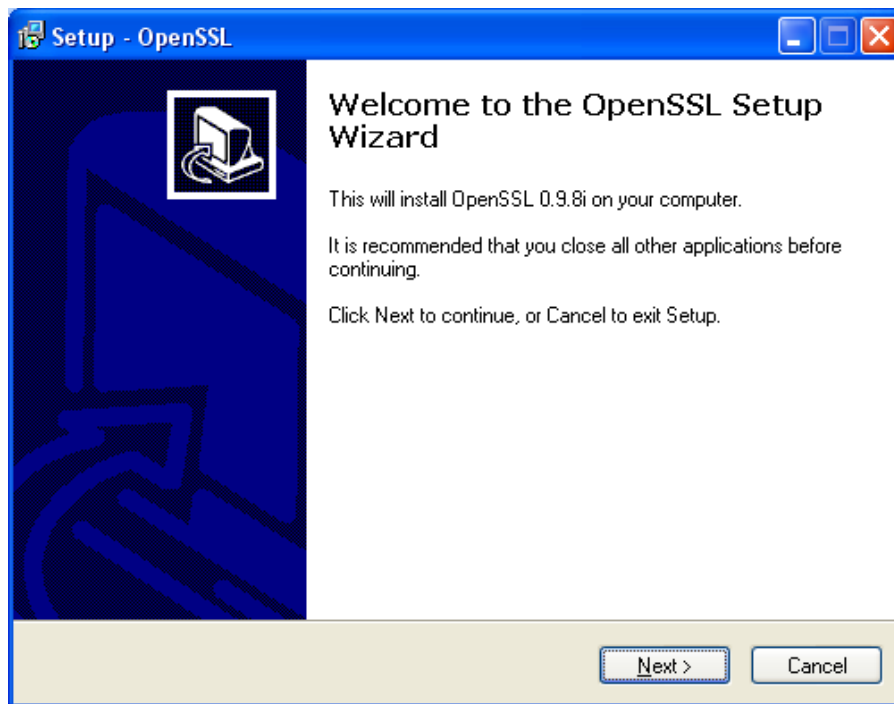 Setup - OpenSSL
Welcome to the OpenSSL Setup
Wizard
This will install OpenSSL 0.9.8i on your computer.
It is recommended that you close all other applications before
continuing.
Click Next to continue, or Cancel to exit Setup.
Next >
Cancel